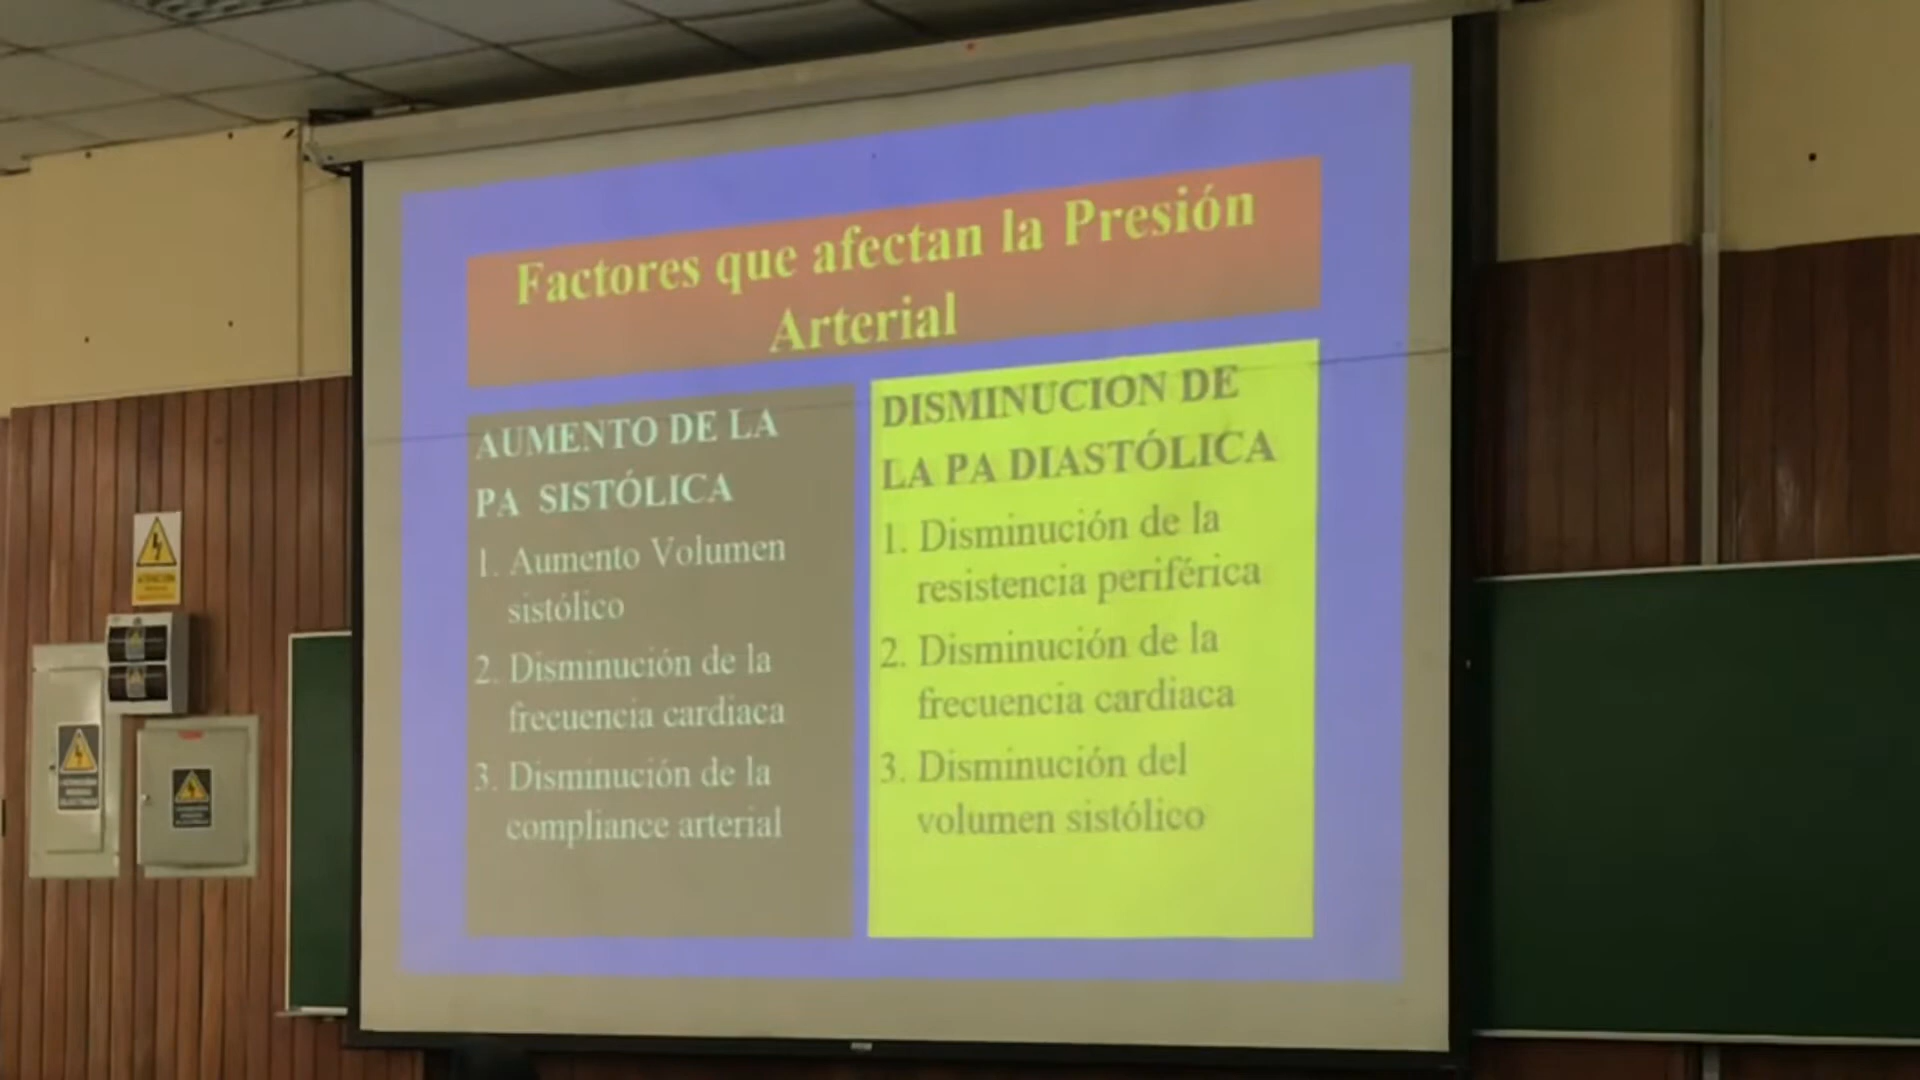 Factores que afectan la Presión
Arterial
AUMENTO DE LA
PA SISTÓLICA
1. Aumento Volumen
sistólico
2. Disminución de la
frecuencia cardiaca
3. Disminución de la
compliance arterial
DISMINUCION DE
LA PA DIASTÓLICA
1. Disminución de la
resistencia periférica
2. Disminución de la
frecuencia cardiaca
3. Disminución del
volumen sistólico